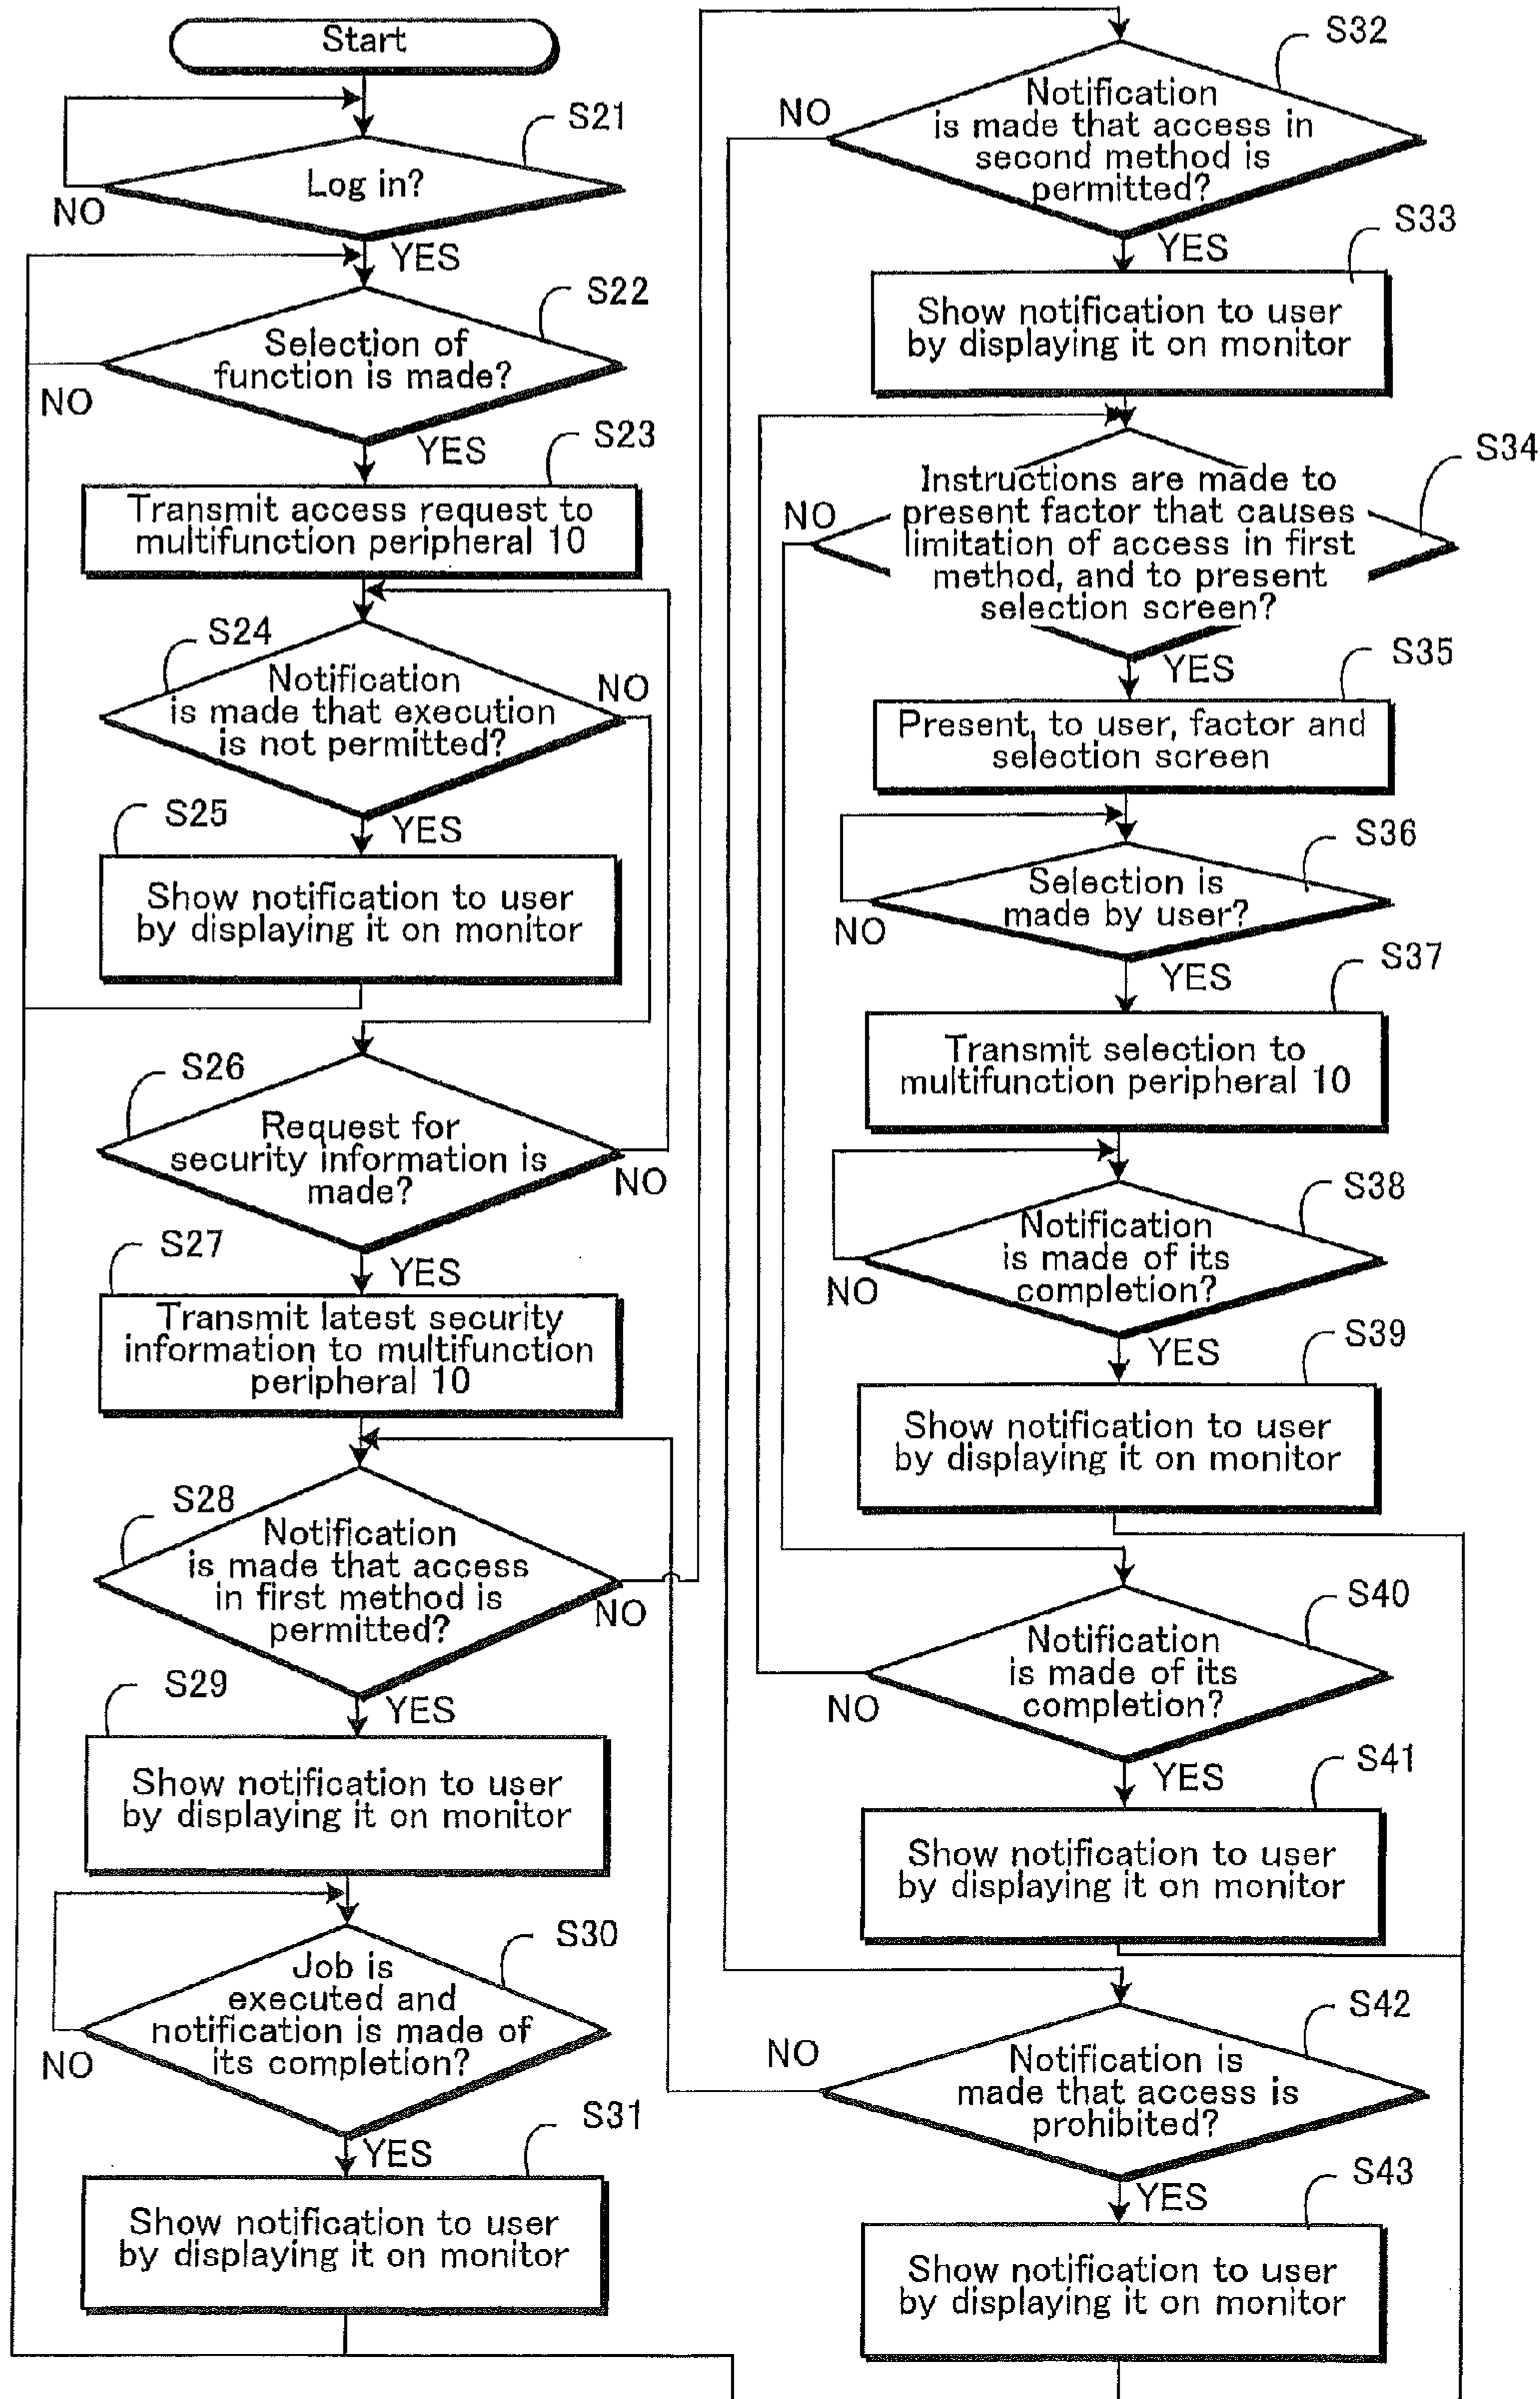 Start
S21
Log in?
NO
YES
S22
Selection of
function is made?
NO
YES
S23
Transmit access request to
multifunction peripheral 10
S24
Notification
is made that execution
is not permitted?
NO
YES
S25
Show notification to user
by displaying it on monitor
S26
Request for
security information is
made?
NO
YES
S27
Transmit latest security
information to multifunction
peripheral 10
S28
Notification
is made that access
in first method is
permitted?
NO
YES
S29
Show notification to user
by displaying it on monitor
S30
Job is
executed and
notification is made of
its completion?
NO
YES
S31
Show notification to user
by displaying it on monitor
S32
Notification
is made that access in
second method is
permitted?
NO
YES
S33
Show notification to user
by displaying it on monitor
S34
Instructions are made to
present factor that causes
limitation of access in first
method, and to present
selection screen?
NO
YES
S35
Present, to user, factor and
selection screen
S36
Selection is
made by user?
NO
YES
S37
Transmit selection to
multifunction peripheral 10
S38
Notification
is made of its
completion?
NO
YES
S39
Show notification to user
by displaying it on monitor
S40
Notification
is made of its
completion?
NO
YES
S41
Show notification to user
by displaying it on monitor
S42
Notification is
made that access is
prohibited?
NO
YES
S43
Show notification to user
by displaying it on monitor